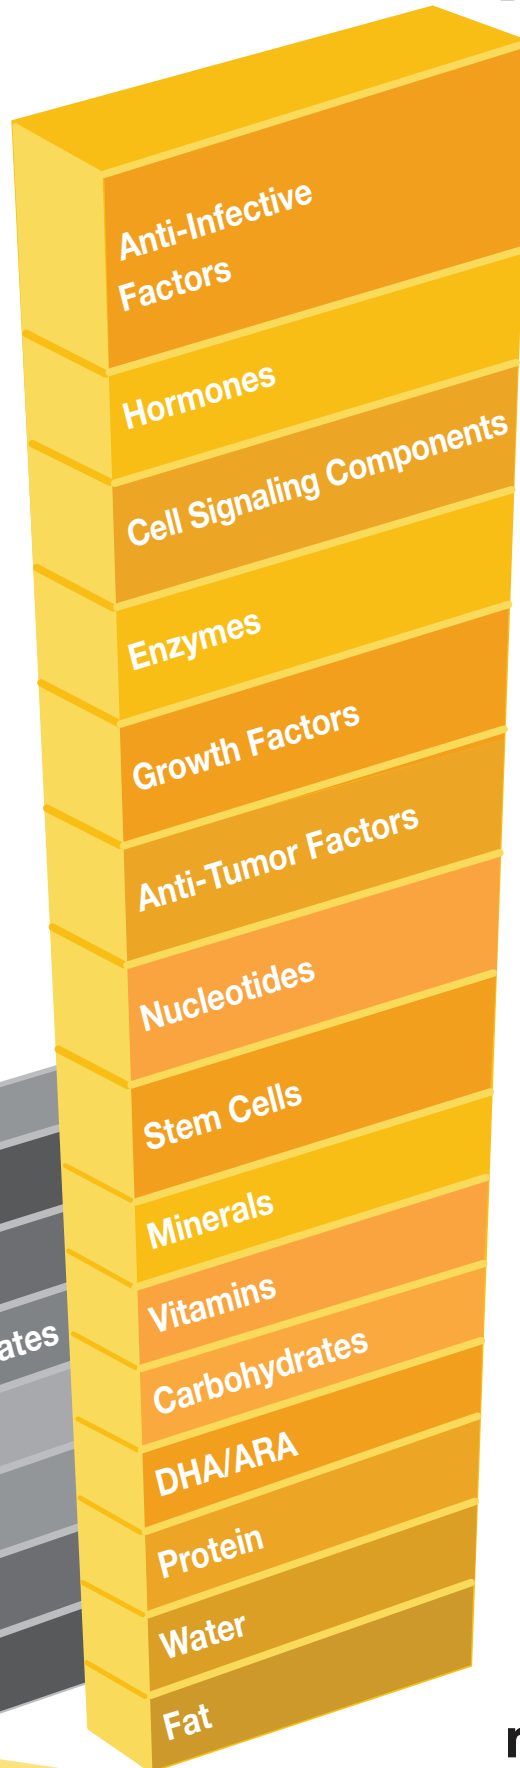 Anti-Infective
Factors
Hormones
Cell Signaling Components
Enzymes
Growth Factors
Anti-Tumor Factors
Nucleotides
Stem Cells
Minerals
Vitamins
Carbohydrates
DHA/ARA
Protein
Water
Fat